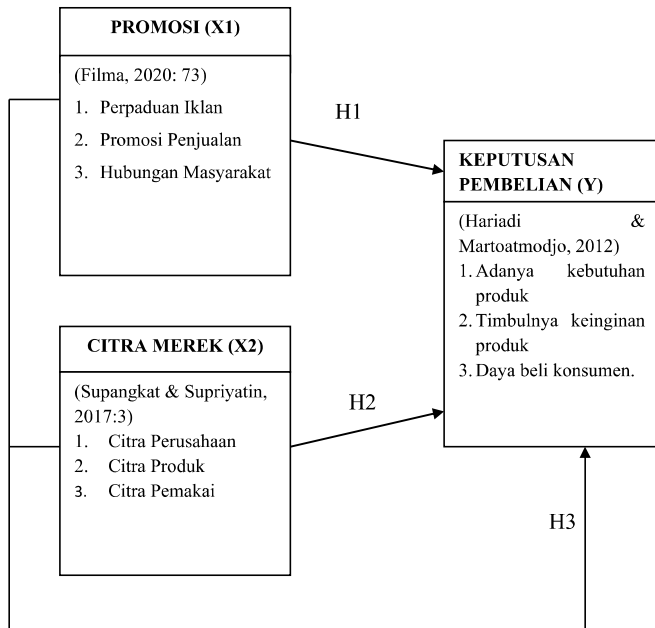 PROMOSI (X1)
(Filma, 2020: 73)
1. Perpaduan Iklan
2. Promosi Penjualan
3. Hubungan Masyarakat
H1
KEPUTUSAN
PEMBELIAN (Y)
(Hariadi &
Martoatmodjo, 2012)
1. Adanya kebutuhan
produk
2. Timbulnya keinginan
produk
3. Daya beli konsumen.
CITRA MEREK (X2)
(Supangkat & Supriyatin,
2017:3)
1. Citra Perusahaan
2. Citra Produk
3. Citra Pemakai
H2
H3